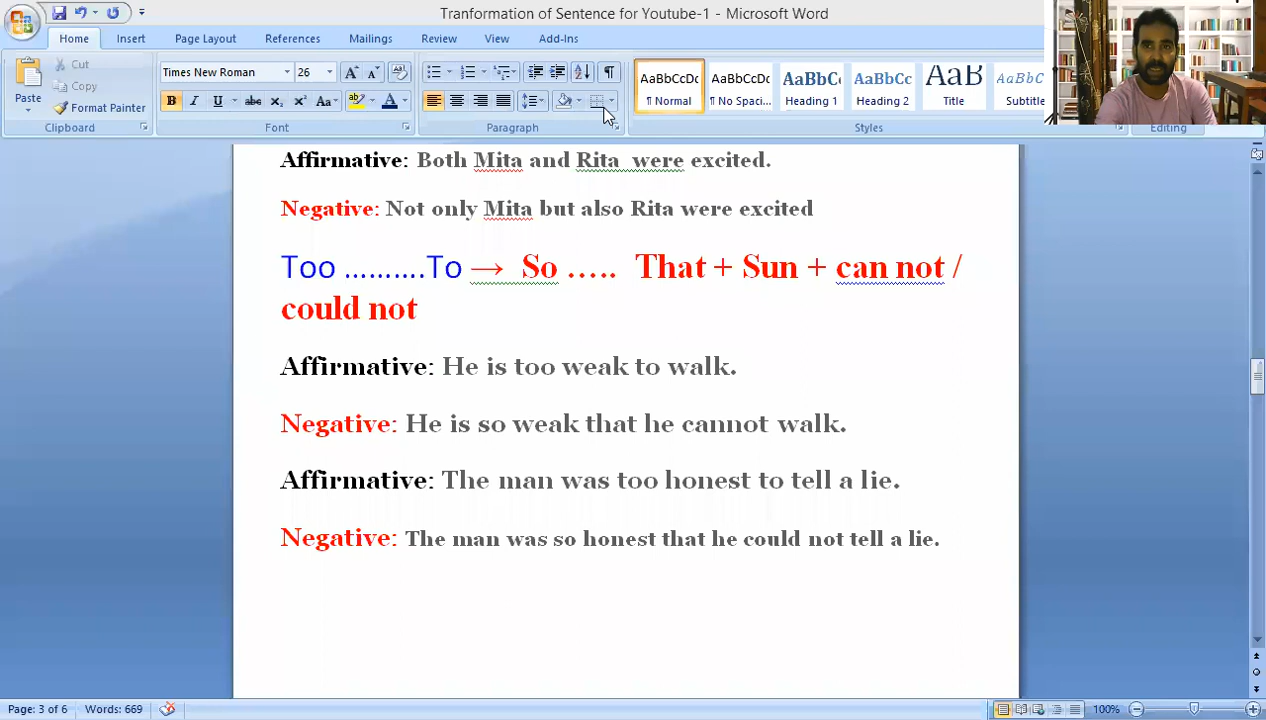 Tranformation of Sentence for Youtube-1 - Microsoft Word
Home Insert Page Layout References Mailings Review View Add-Ins
Paste Cut Copy Format Painter Clipboard
Times New Roman 26 Font
Paragraph
AaBbCcDc AaBbCcDc AaBbC AaBbCc AaB AaBbCc
¶ Normal ¶ No Spaci... Heading 1 Heading 2 Title Subtitle
Styles Editing
Affirmative: Both Mita and Rita were excited.
Negative: Not only Mita but also Rita were excited
Too ……….To → So ….. That + Sun + can not /
could not
Affirmative: He is too weak to walk.
Negative: He is so weak that he cannot walk.
Affirmative: The man was too honest to tell a lie.
Negative: The man was so honest that he could not tell a lie.
Page: 3 of 6 Words: 669 100%